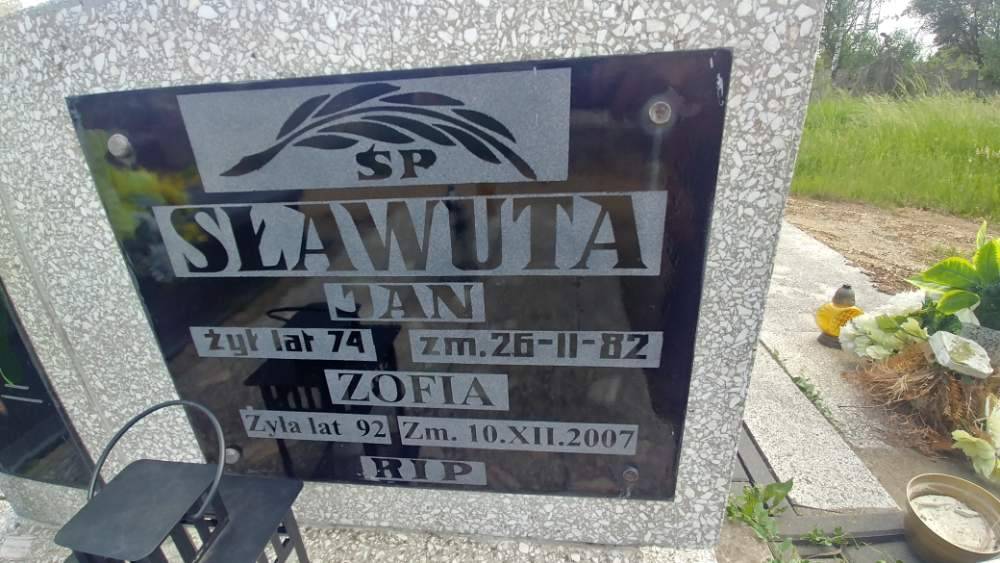 ŚP
SŁAWUTA
JAN
żył lat 74 zm. 26-11-82
ZOFIA
Żyła lat 92 Zm. 10.XII.2007
RIP